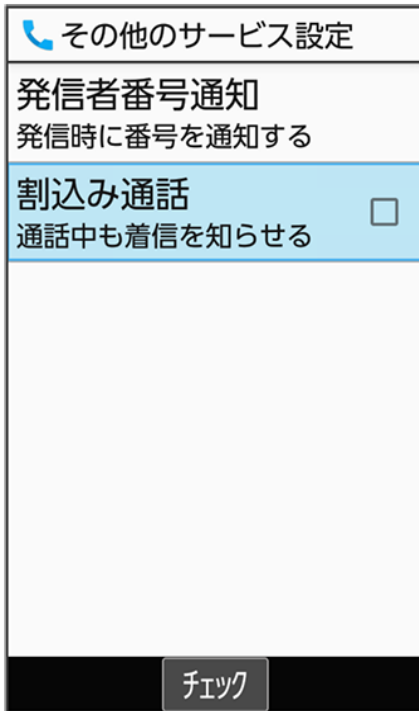 その他のサービス設定
発信者番号通知
発信時に番号を通知する
割込み通話
通話中も着信を知らせる
チェック